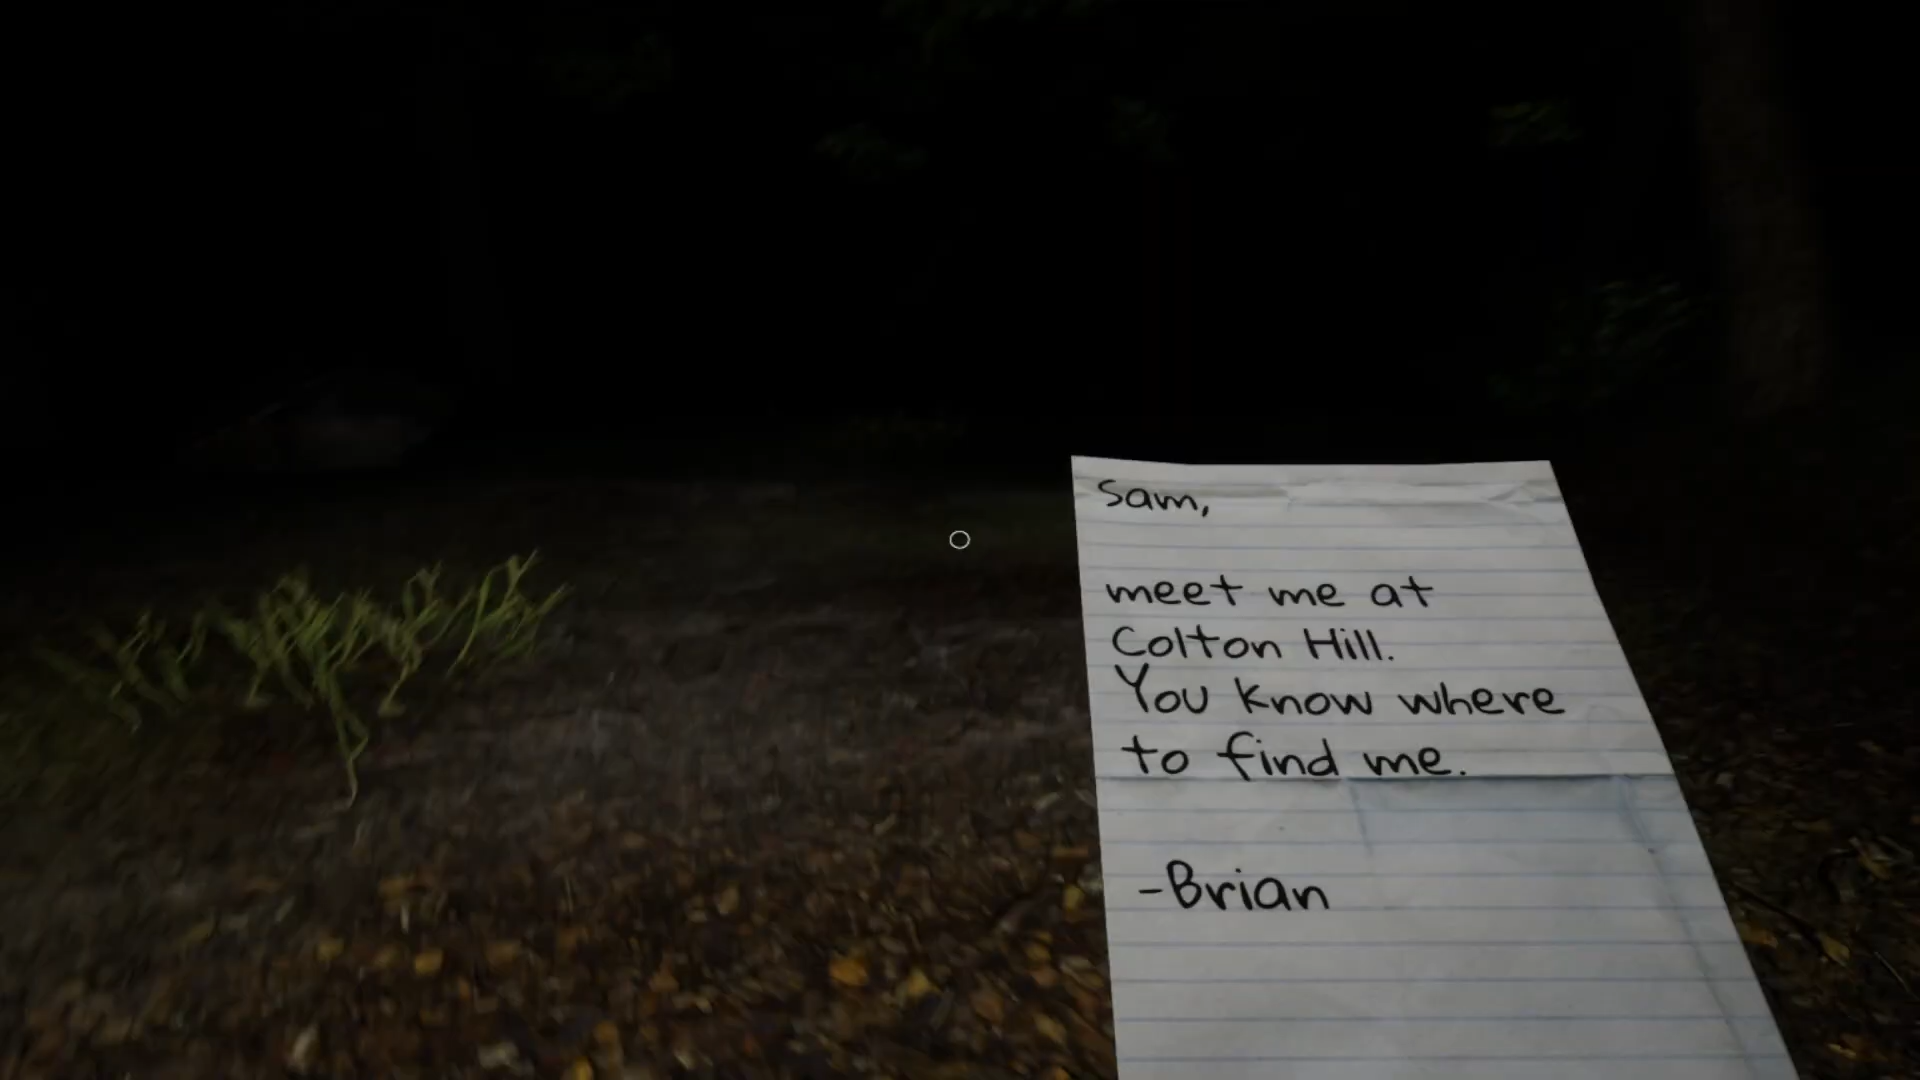 Sam,
meet me at
Colton Hill.
You know where
to find me.
-Brian